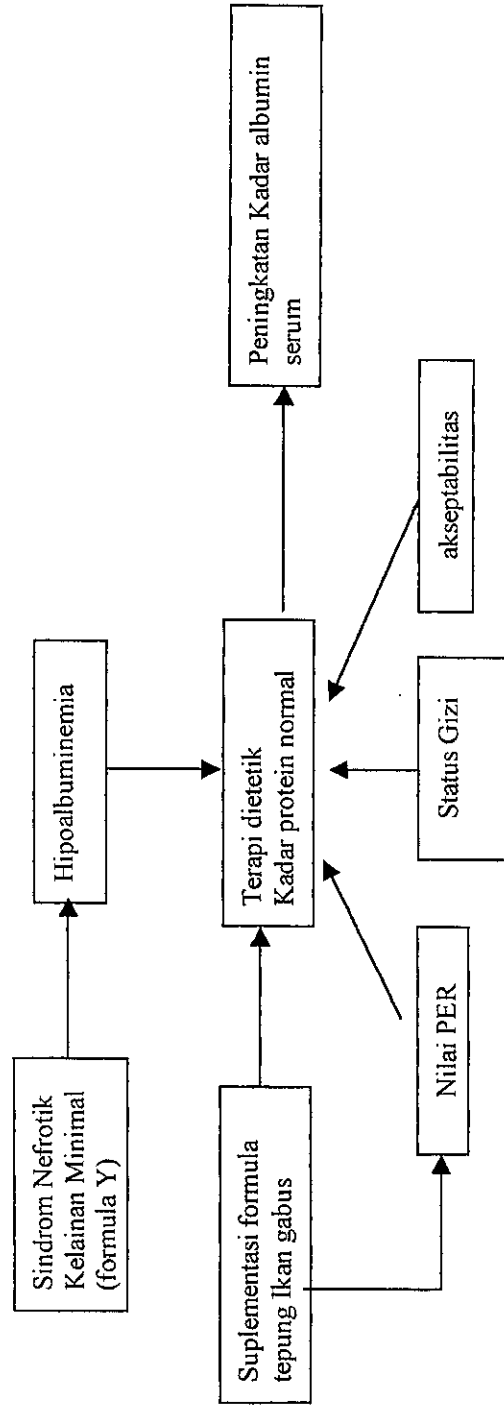 Sindrom Nefrotik
Kelainan Minimal
(formula Y)
Hipoalbuminemia
Suplementasi formula
tepung Ikan gabus
Terapi dietetik
Kadar protein normal
Peningkatan Kadar albumin
serum
Nilai PER
Status Gizi
akseptabilitas